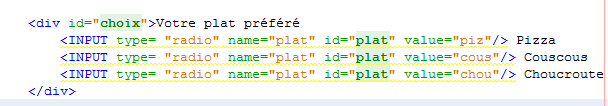 <div id="choix">Votre plat préféré
<INPUT type= "radio" name="plat" id="plat" value="piz"/> Pizza
<INPUT type= "radio" name="plat" id="plat" value="cous"/> Couscous
<INPUT type= "radio" name="plat" id="plat" value="chou"/> Choucroute
</div>